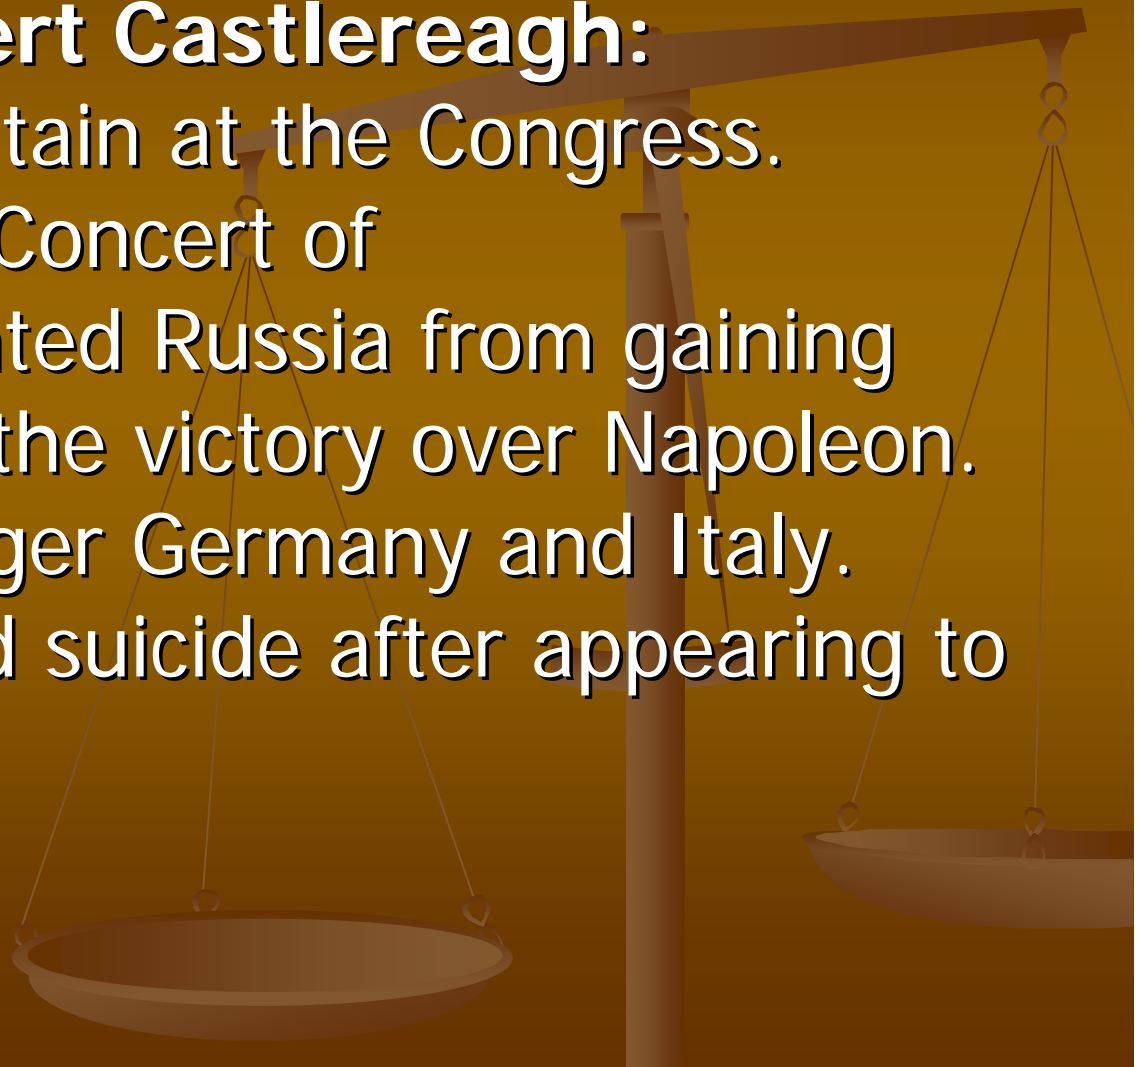 ert Castlereagh:
tain at the Congress.
Concert of
ted Russia from gaining
the victory over Napoleon.
ger Germany and Italy.
d suicide after appearing to